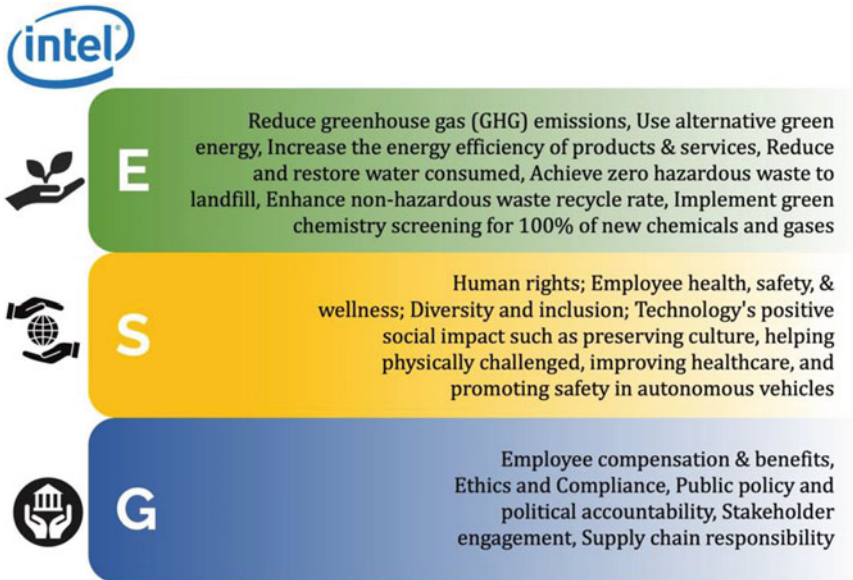 intel
E
Reduce greenhouse gas (GHG) emissions, Use alternative green
energy, Increase the energy efficiency of products & services, Reduce
and restore water consumed, Achieve zero hazardous waste to
landfill, Enhance non-hazardous waste recycle rate, Implement green
chemistry screening for 100% of new chemicals and gases
S
Human rights; Employee health, safety, &
wellness; Diversity and inclusion; Technology's positive
social impact such as preserving culture, helping
physically challenged, improving healthcare, and
promoting safety in autonomous vehicles
G
Employee compensation & benefits,
Ethics and Compliance, Public policy and
political accountability, Stakeholder
engagement, Supply chain responsibility